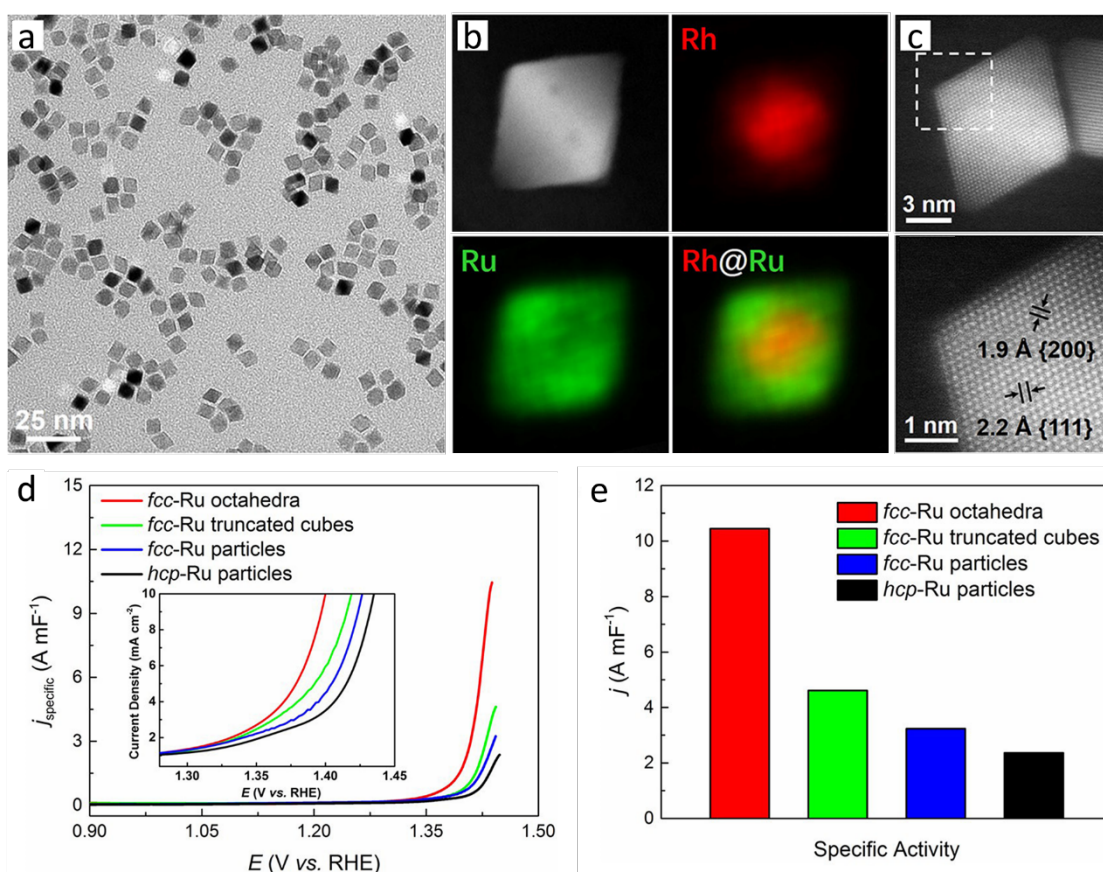 a
25 nm
b
Rh
Ru
Rh@Ru
c
3 nm
1.9 Å {200}
2.2 Å {111}
1 nm
d
15
12
9
6
3
0
j_specific (A mF⁻¹)
fcc-Ru octahedra
fcc-Ru truncated cubes
fcc-Ru particles
hcp-Ru particles
10
8
6
4
2
Current Density (mA cm⁻²)
1.30 1.35 1.40 1.45
E (V vs. RHE)
0.90 1.05 1.20 1.35 1.50
E (V vs. RHE)
e
12
10
8
6
4
2
0
j (A mF⁻¹)
fcc-Ru octahedra
fcc-Ru truncated cubes
fcc-Ru particles
hcp-Ru particles
Specific Activity